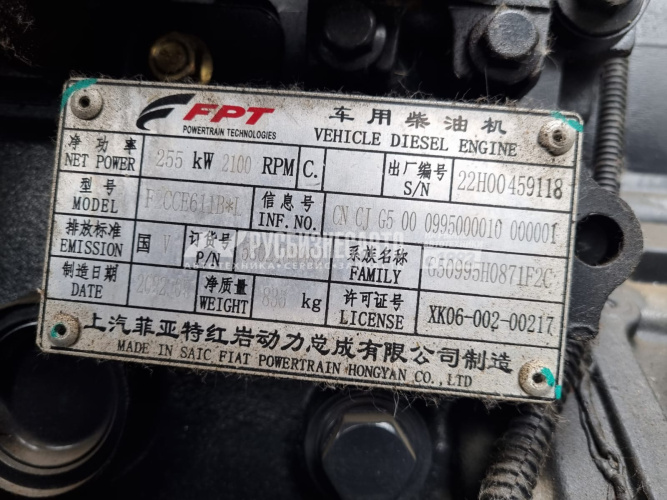 FPT
POWERTRAIN TECHNOLOGIES
车用柴油机
VEHICLE DIESEL ENGINE
净功率 255 kW 2100 RPM C. 出厂编号 22H00459118
NET POWER S/N
型号 信息号 CN CJ G5 00 0995000010 000001
MODEL INF. NO.
排放标准 国 V 订货号 系族名称
EMISSION P/N FAMILY
РУСБИЗНЕСАВТО
ТЕХНИКА•СЕРВИС
制造日期 净质量 kg 许可证号 XK06-002-00217
DATE WEIGHT LICENSE
上汽菲亚特红岩动力总成有限公司制造
MADE IN SAIC FIAT POWERTRAIN HONGYAN CO., LTD